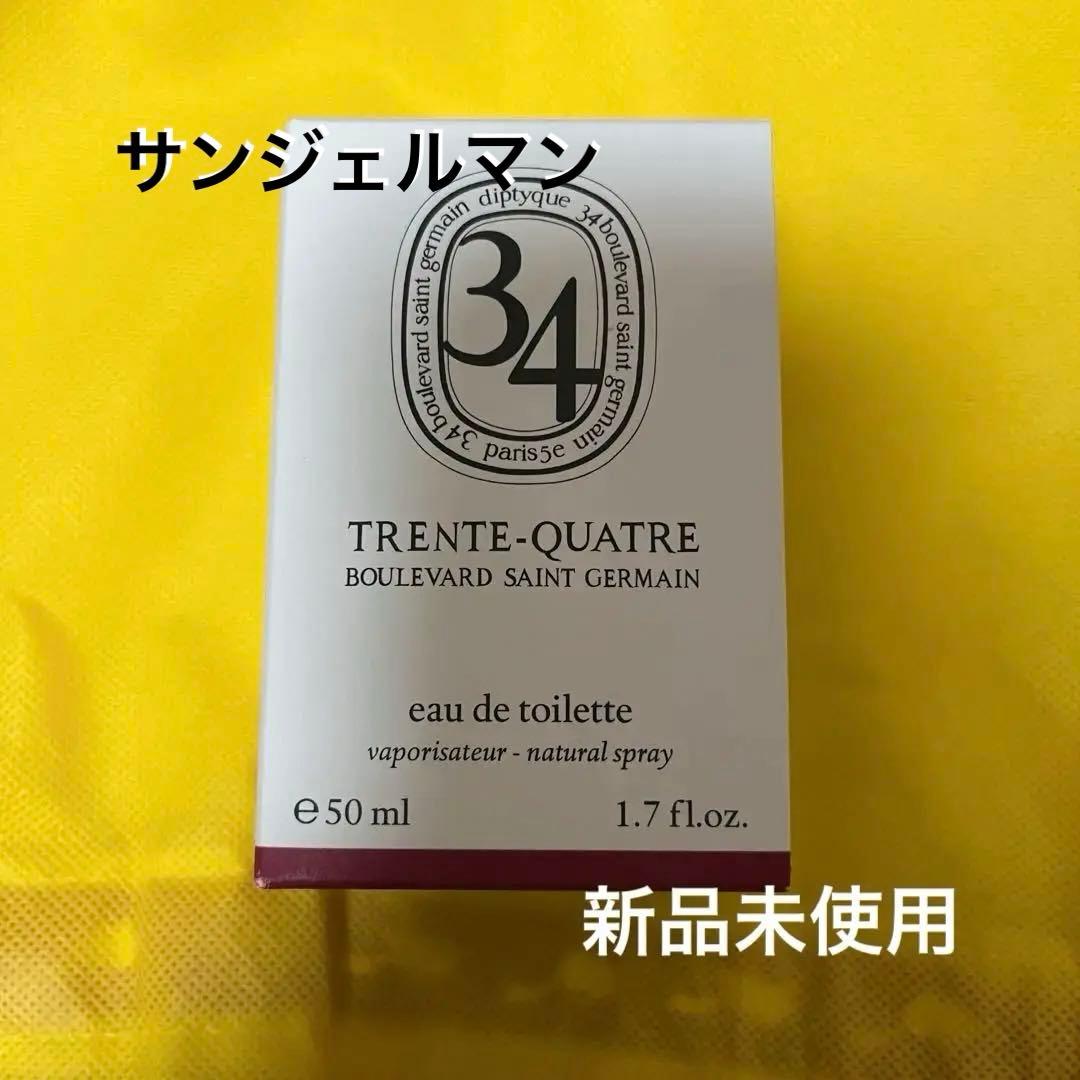 サンジェルマン
diptyque 34 boulevard saint germain paris5e 34 boulevard saint germain
34
TRENTE-QUATRE
BOULEVARD SAINT GERMAIN
eau de toilette
vaporisateur - natural spray
e 50 ml 1.7 fl.oz.
新品未使用